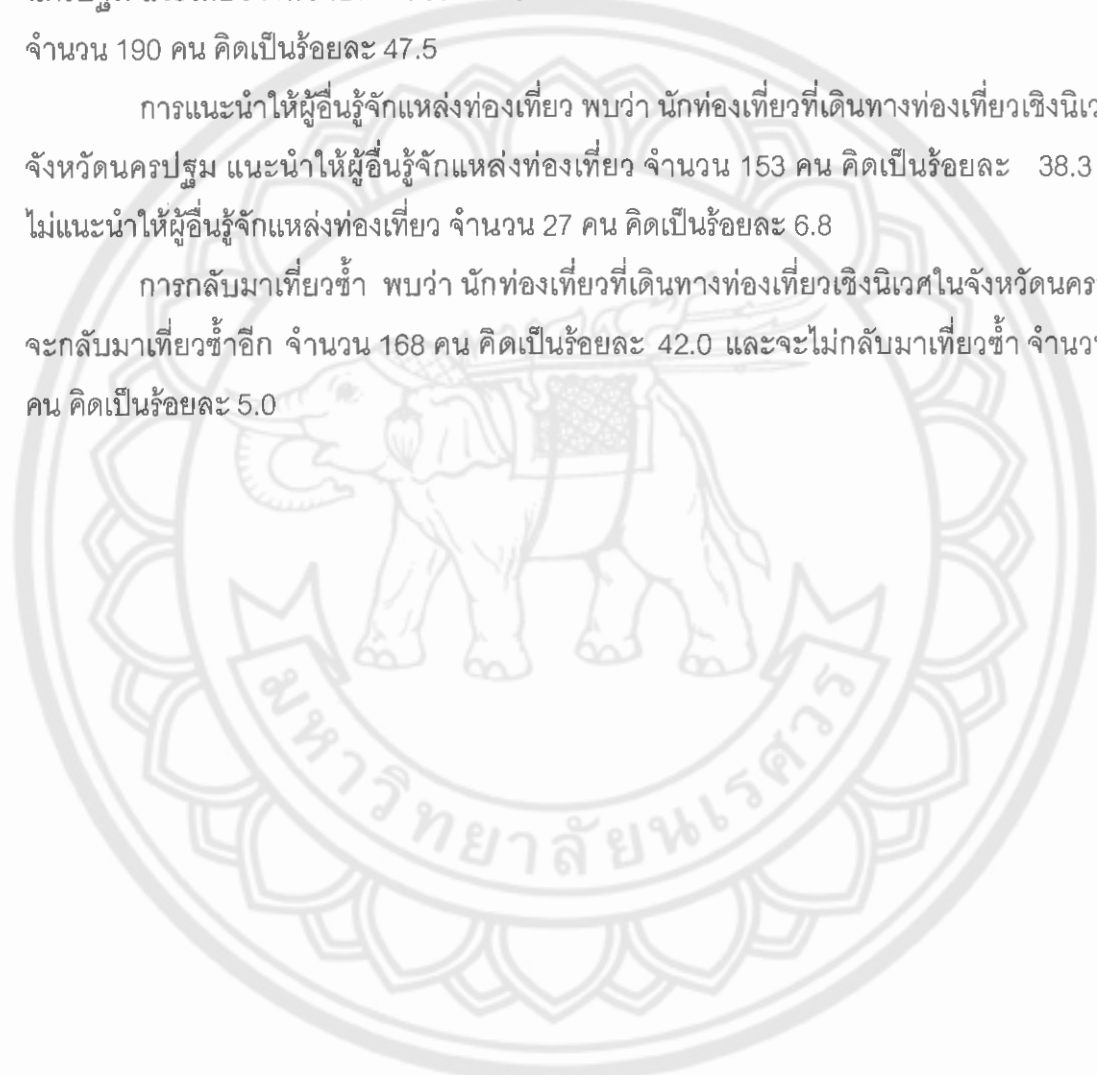 จำนวน 190 คน คิดเป็นร้อยละ 47.5
การแนะนำให้ผู้อื่นรู้จักแหล่งท่องเที่ยว พบว่า นักท่องเที่ยวที่เดินทางท่องเที่ยวเชิงนิเว
จังหวัดนครปฐม แนะนำให้ผู้อื่นรู้จักแหล่งท่องเที่ยว จำนวน 153 คน คิดเป็นร้อยละ 38.3
ไม่แนะนำให้ผู้อื่นรู้จักแหล่งท่องเที่ยว จำนวน 27 คน คิดเป็นร้อยละ 6.8
การกลับมาเที่ยวซ้ำ พบว่า นักท่องเที่ยวที่เดินทางท่องเที่ยวเชิงนิเวศในจังหวัดนคร
จะกลับมาเที่ยวซ้ำอีก จำนวน 168 คน คิดเป็นร้อยละ 42.0 และจะไม่กลับมาเที่ยวซ้ำ จำนว
คน คิดเป็นร้อยละ 5.0
มหาวิทยาลัยนเรศวร